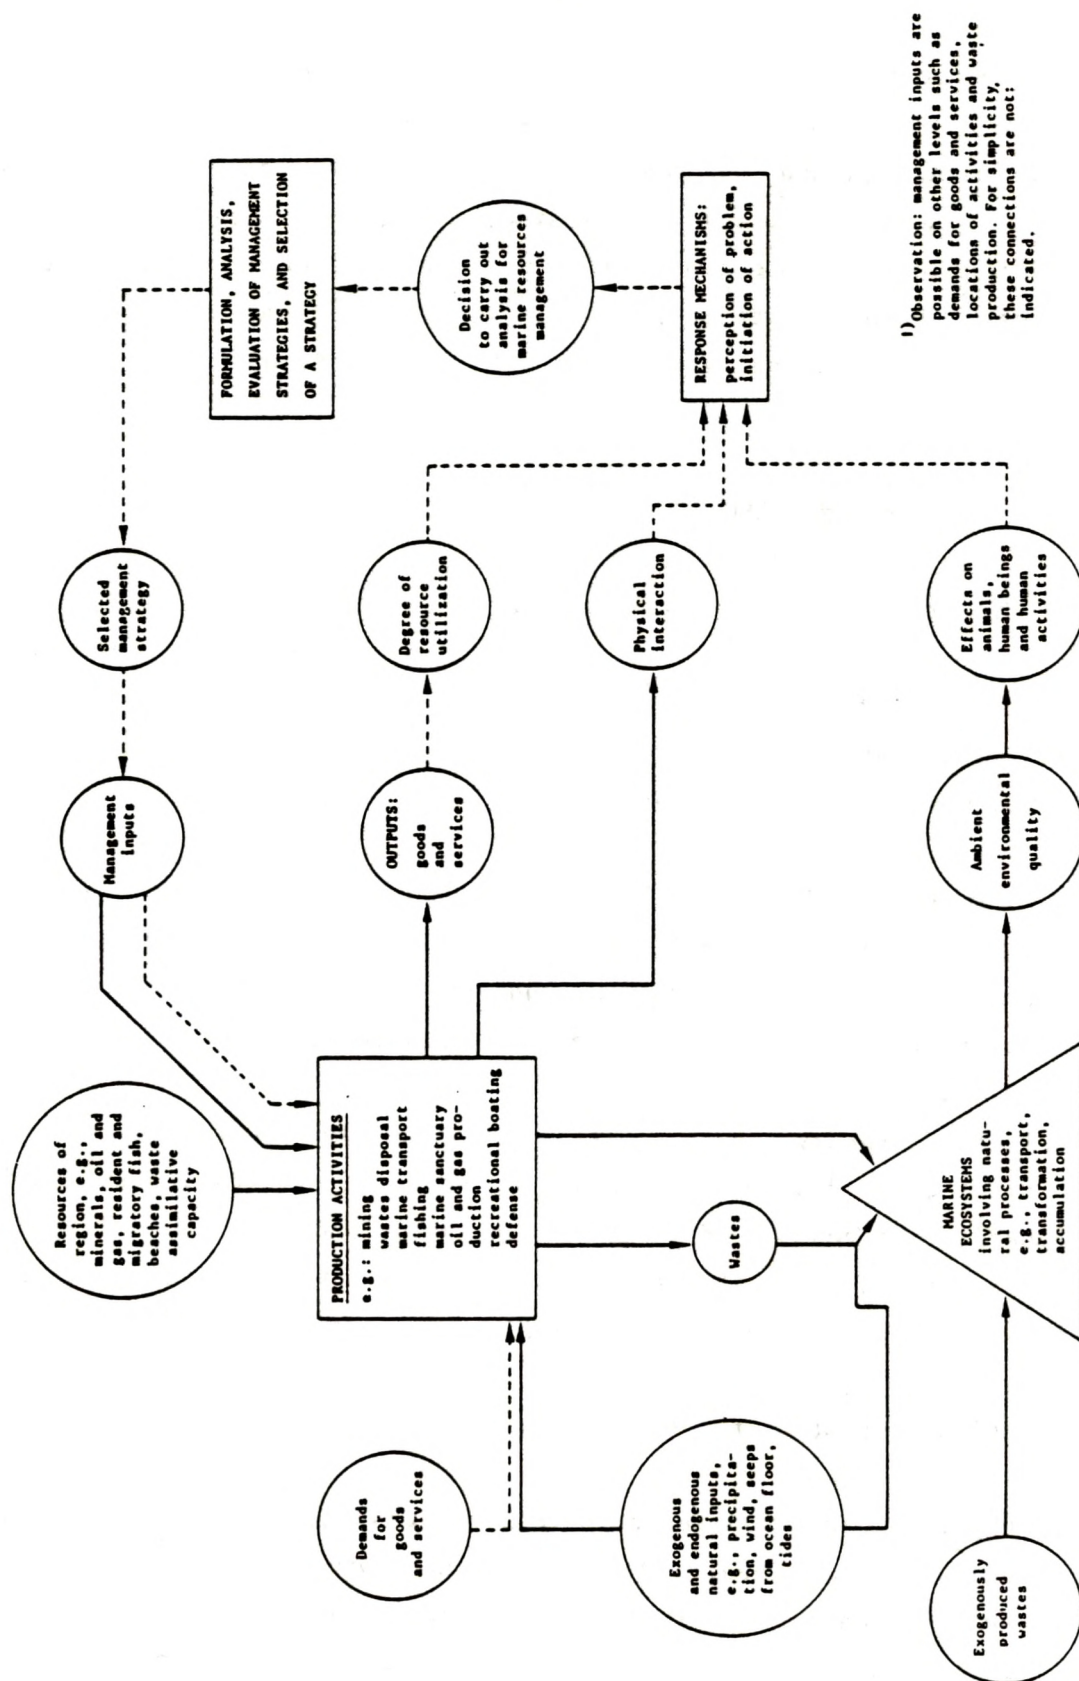 Resources of
region, e.g.,
minerals, oil and
gas, resident and
migratory fish,
beaches, waste
assimilative
capacity
Management
inputs
Selected
management
strategy
FORMULATION, ANALYSIS,
EVALUATION OF MANAGEMENT
STRATEGIES, AND SELECTION
OF A STRATEGY
Demands
for
goods
and services
PRODUCTION ACTIVITIES
e.g.: mining
wastes disposal
marine transport
fishing
marine sanctuary
oil and gas pro-
duction
recreational boating
defense
OUTPUTS:
goods
and
services
Degree of
resource
utilization
Decision
to carry out
analysis for
marine resources
management
Exogenous
and endogenous
natural inputs,
e.g., precipita-
tion, wind, seeps
from ocean floor,
tides
Wastes
Physical
interaction
RESPONSE MECHANISMS:
perception of problem,
initiation of action
Exogenously
produced
wastes
MARINE
ECOSYSTEMS
involving natu-
ral processes,
e.g., transport,
transformation,
accumulation
Ambient
environmental
quality
Effects on
animals,
human beings
and human
activities
1) Observation: management inputs are
possible on other levels such as
demands for goods and services,
locations of activities and waste
production. For simplicity,
these connections are not:
indicated.